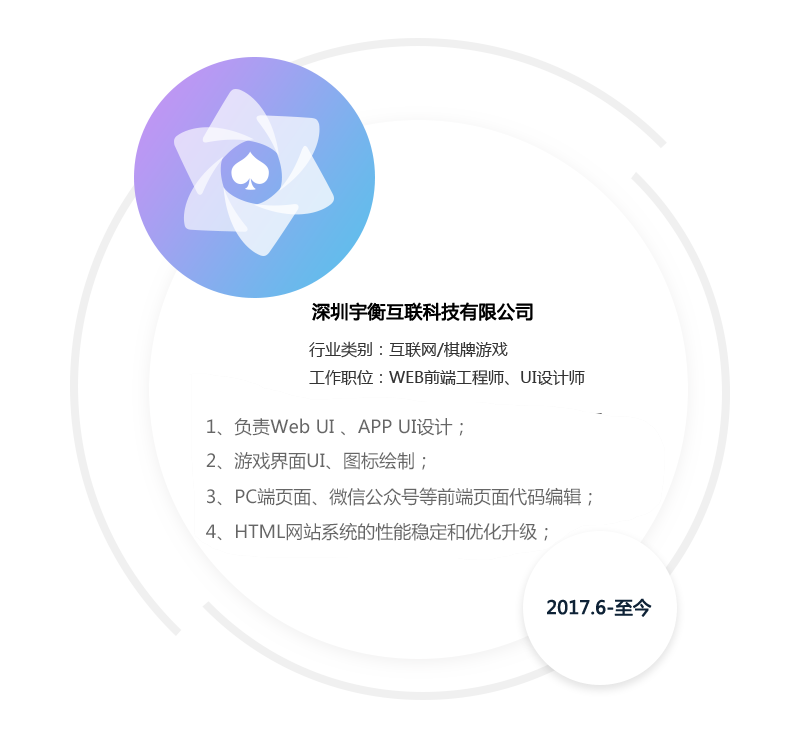 深圳宇衡互联科技有限公司
行业类别：互联网/棋牌游戏
工作职位：WEB前端工程师、UI设计师
1、负责Web UI 、APP UI设计；
2、游戏界面UI、图标绘制；
3、PC端页面、微信公众号等前端页面代码编辑；
4、HTML网站系统的性能稳定和优化升级；
2017.6-至今